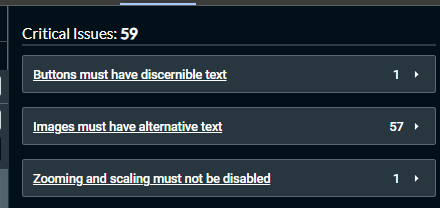 Critical Issues: 59
Buttons must have discernible text 1
Images must have alternative text 57
Zooming and scaling must not be disabled 1